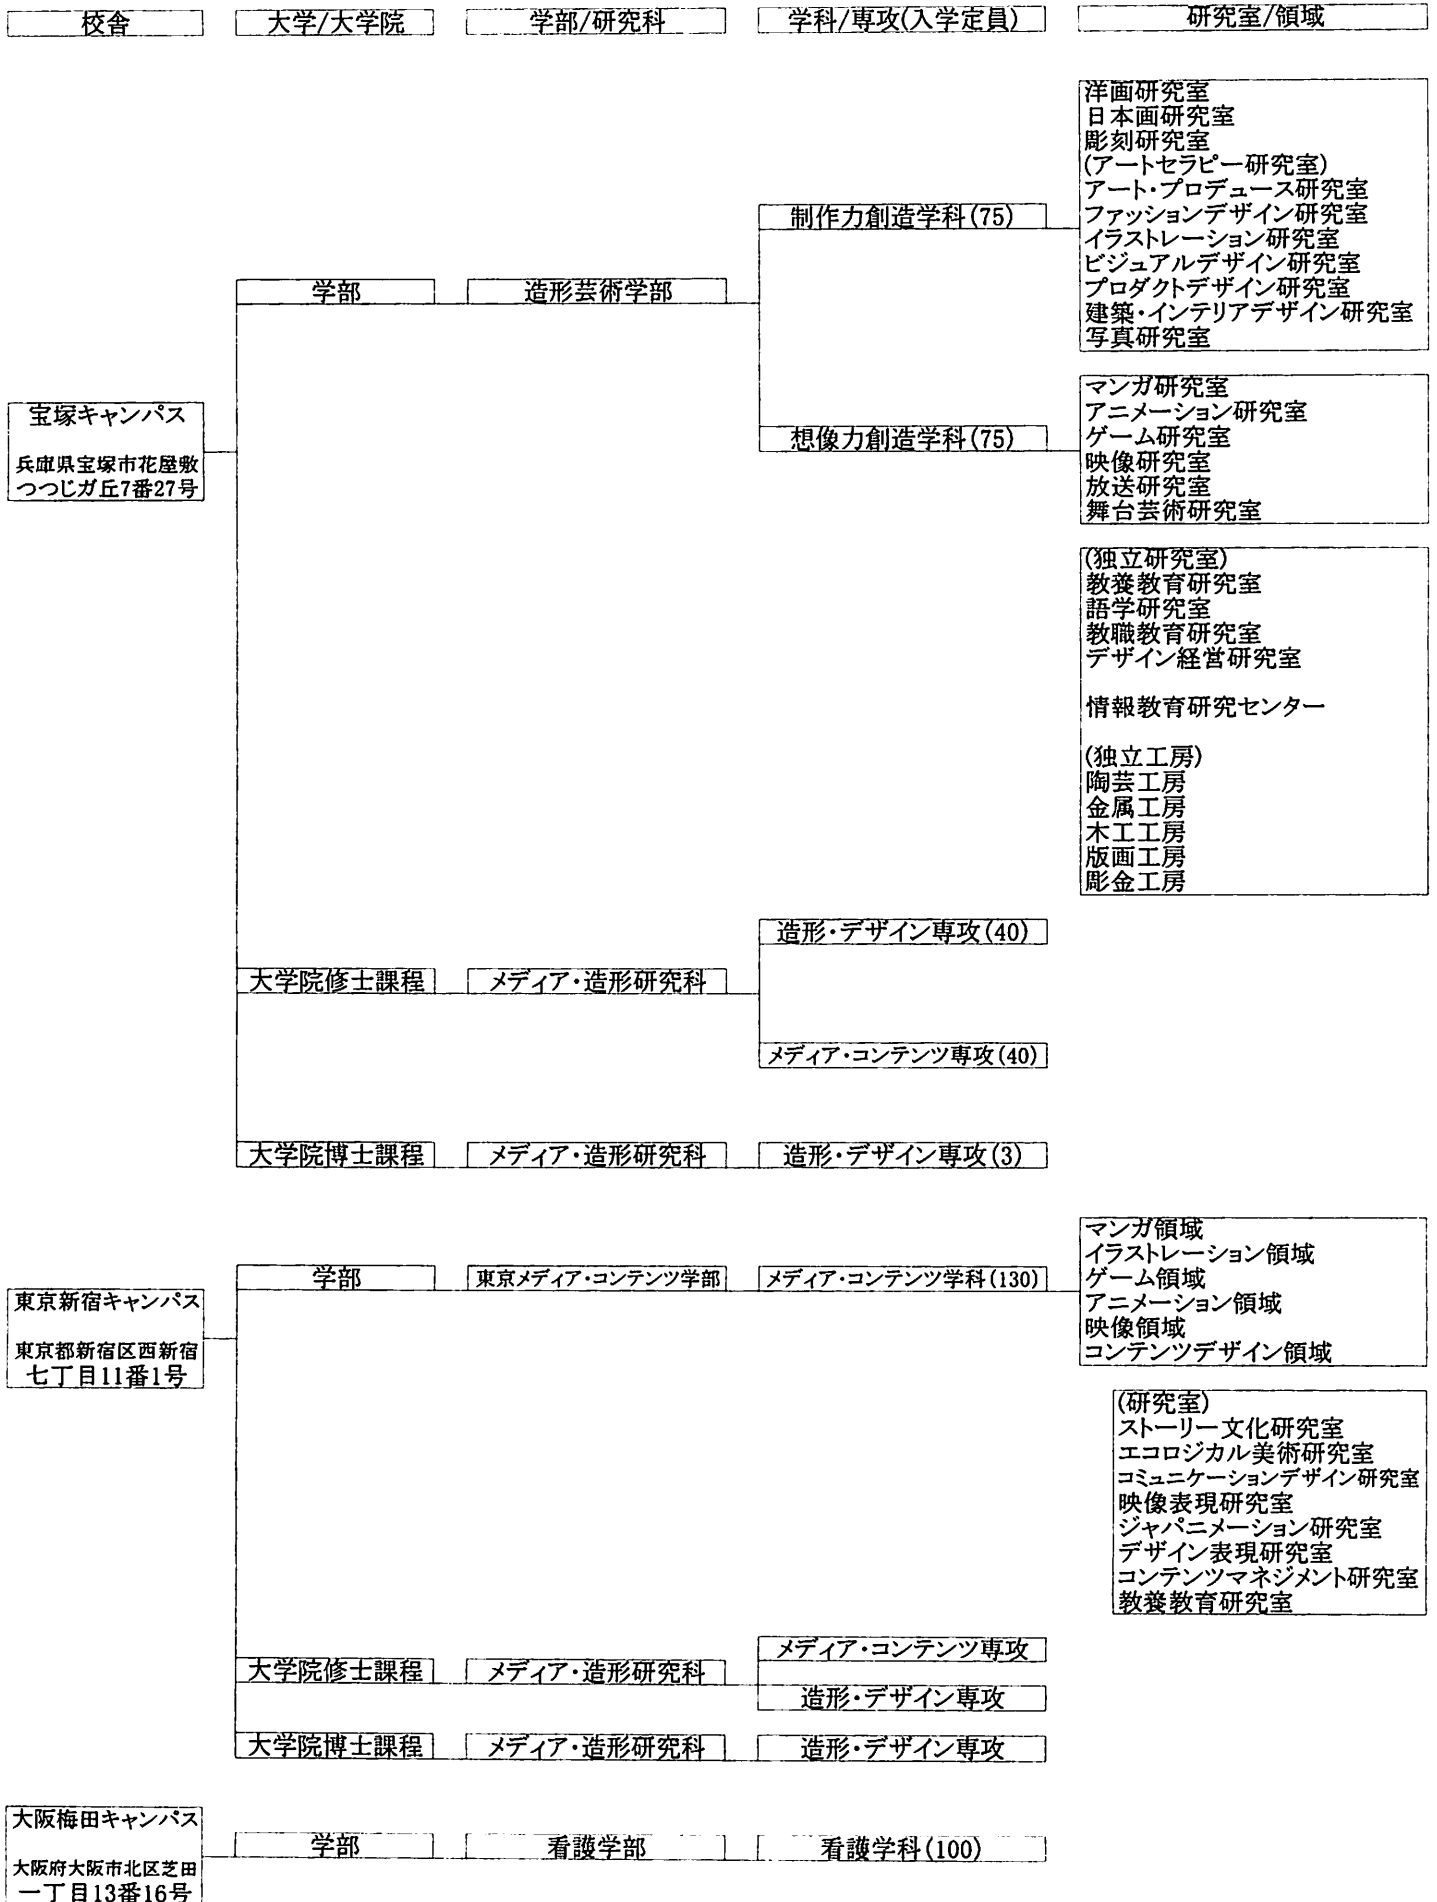 校舎
大学/大学院
学部/研究科
学科/専攻(入学定員)
研究室/領域
洋画研究室
日本画研究室
彫刻研究室
(アートセラピー研究室)
アート・プロデュース研究室
ファッションデザイン研究室
イラストレーション研究室
ビジュアルデザイン研究室
プロダクトデザイン研究室
建築・インテリアデザイン研究室
写真研究室
制作力創造学科(75)
学部
造形芸術学部
マンガ研究室
アニメーション研究室
ゲーム研究室
映像研究室
放送研究室
舞台芸術研究室
宝塚キャンパス
兵庫県宝塚市花屋敷
つつじガ丘7番27号
想像力創造学科(75)
(独立研究室)
教養教育研究室
語学研究室
教職教育研究室
デザイン経営研究室
情報教育研究センター
(独立工房)
陶芸工房
金属工房
木工工房
版画工房
彫金工房
造形・デザイン専攻(40)
大学院修士課程
メディア・造形研究科
メディア・コンテンツ専攻(40)
大学院博士課程
メディア・造形研究科
造形・デザイン専攻(3)
マンガ領域
イラストレーション領域
ゲーム領域
アニメーション領域
映像領域
コンテンツデザイン領域
学部
東京メディア・コンテンツ学部
メディア・コンテンツ学科(130)
東京新宿キャンパス
東京都新宿区西新宿
七丁目11番1号
(研究室)
ストーリー文化研究室
エコロジカル美術研究室
コミュニケーションデザイン研究室
映像表現研究室
ジャパニメーション研究室
デザイン表現研究室
コンテンツマネジメント研究室
教養教育研究室
メディア・コンテンツ専攻
大学院修士課程
メディア・造形研究科
造形・デザイン専攻
大学院博士課程
メディア・造形研究科
造形・デザイン専攻
大阪梅田キャンパス
大阪府大阪市北区芝田
一丁目13番16号
学部
看護学部
看護学科(100)